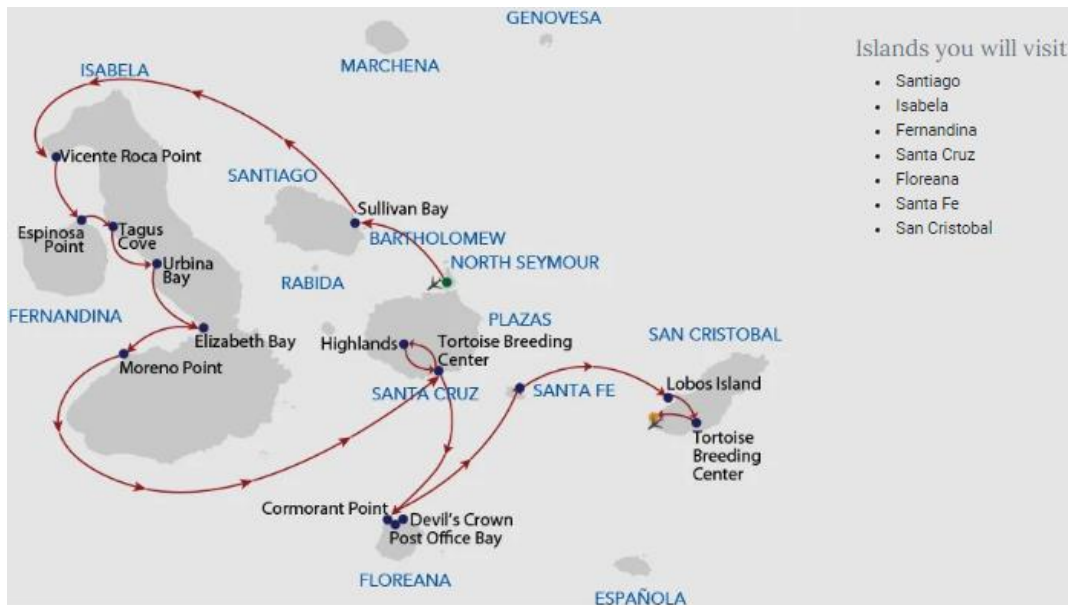 GENOVESA
MARCHENA
ISABELA
Vicente Roca Point
SANTIAGO
Sullivan Bay
Espinosa
Point
Tagus
Cove
BARTHOLOMEW
NORTH SEYMOUR
Urbina
Bay
RABIDA
FERNANDINA
PLAZAS
Elizabeth Bay
Highlands
Tortoise Breeding
Center
SAN CRISTOBAL
Moreno Point
SANTA CRUZ
SANTA FE
Lobos Island
Tortoise
Breeding
Center
Cormorant Point
Devil's Crown
Post Office Bay
FLOREANA
ESPAÑOLA
Islands you will visit
• Santiago
• Isabela
• Fernandina
• Santa Cruz
• Floreana
• Santa Fe
• San Cristobal